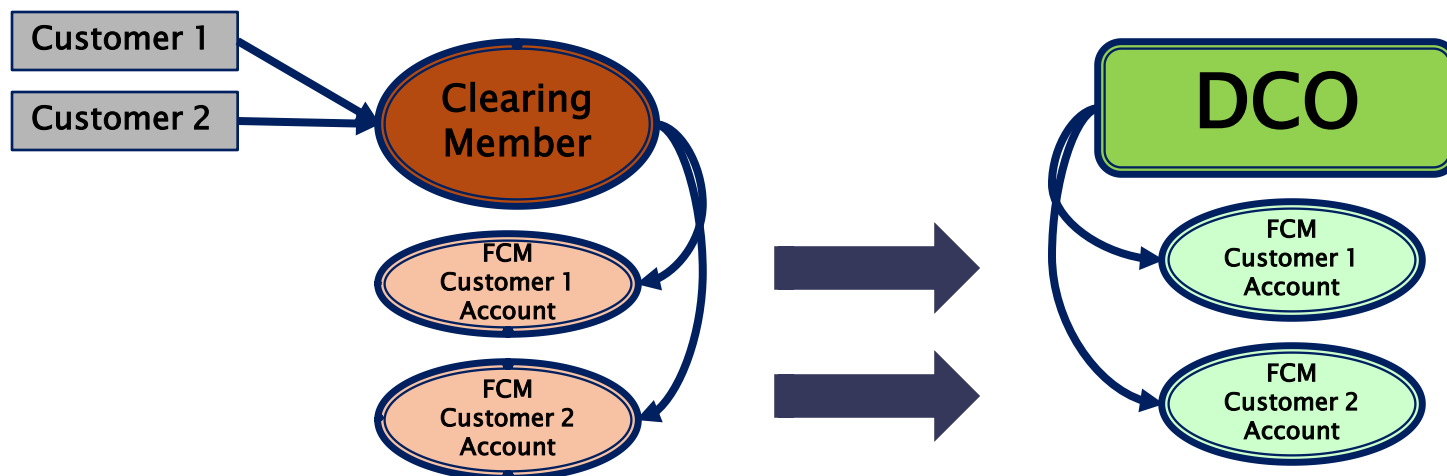 Customer 1
Customer 2
Clearing
Member
FCM
Customer 1
Account
FCM
Customer 2
Account
DCO
FCM
Customer 1
Account
FCM
Customer 2
Account